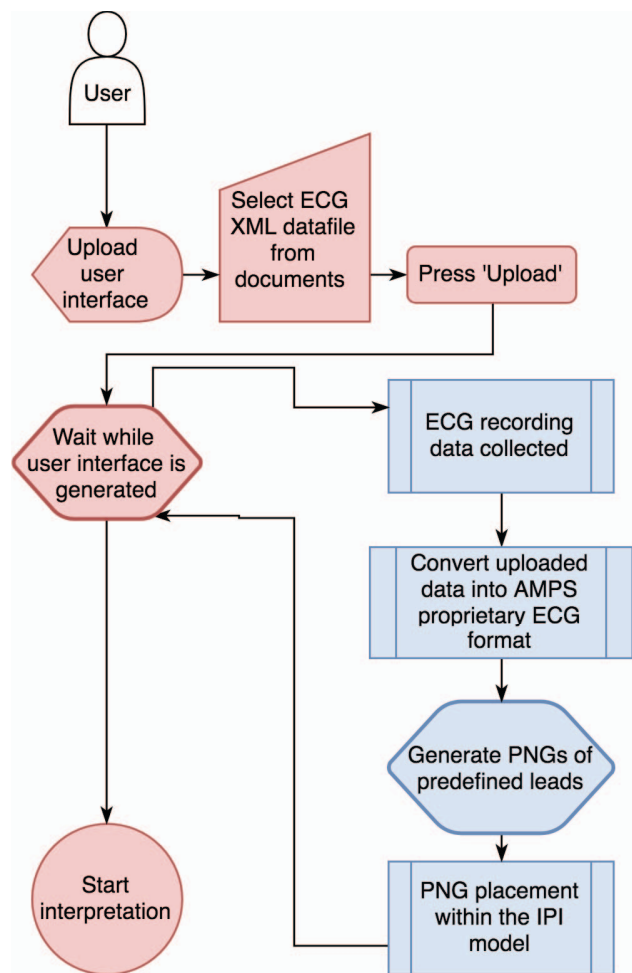 User
Upload
user
interface
Select ECG
XML datafile
from
documents
Press 'Upload'
Wait while
user interface is
generated
ECG recording
data collected
Convert uploaded
data into AMPS
proprietary ECG
format
Generate PNGs of
predefined leads
PNG placement
within the IPI
model
Start
interpretation